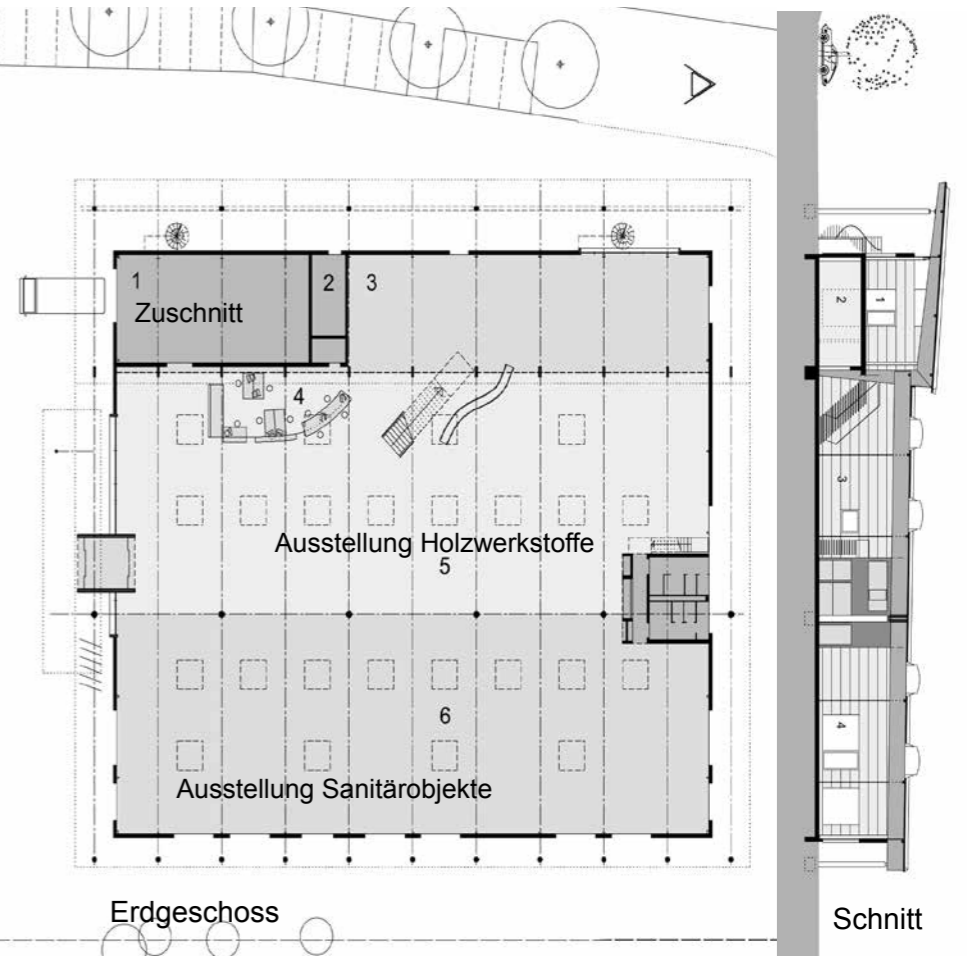 1
2
3
Zuschnitt
4
Ausstellung Holzwerkstoffe
5
6
Ausstellung Sanitärobjekte
Erdgeschoss
2
1
3
4
Schnitt